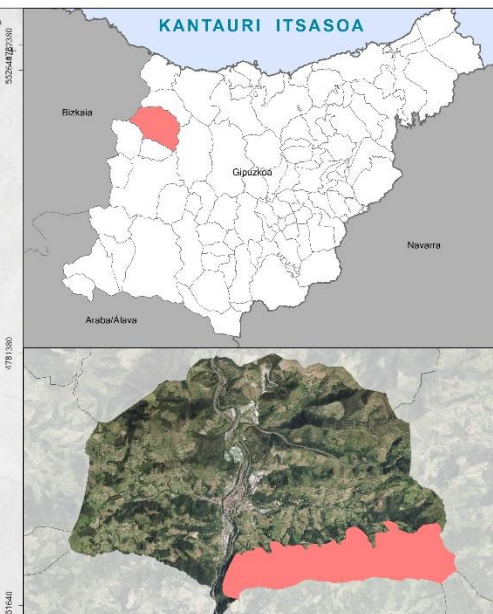 KANTAURI ITSASOA
Bizkaia
Gipuzkoa
Navarra
Araba/Álava
4781380